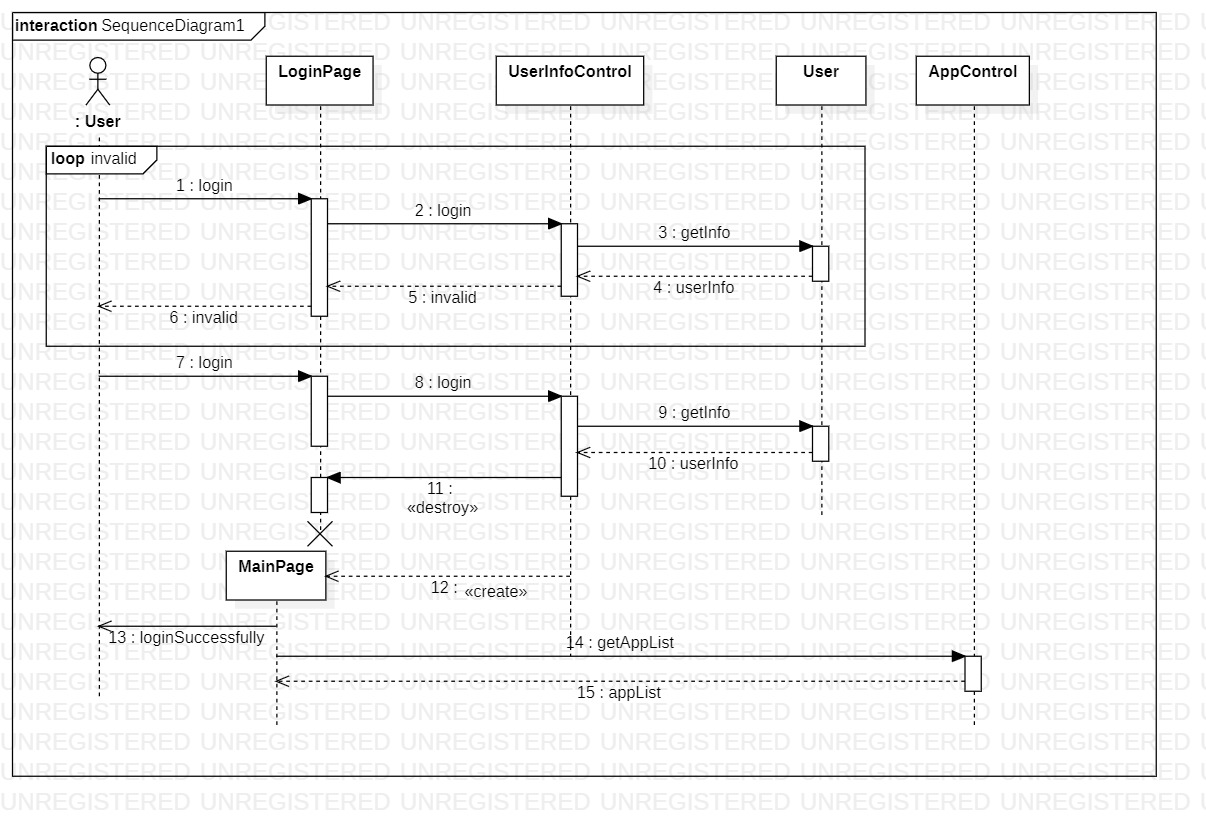 interaction SequenceDiagram1
LoginPage
UserInfoControl
User
AppControl
: User
loop invalid
1 : login
2 : login
3 : getInfo
4 : userInfo
5 : invalid
6 : invalid
7 : login
8 : login
9 : getInfo
10 : userInfo
11 :
«destroy»
MainPage
12 : «create»
13 : loginSuccessfully
14 : getAppList
15 : appList
UNREGISTERED